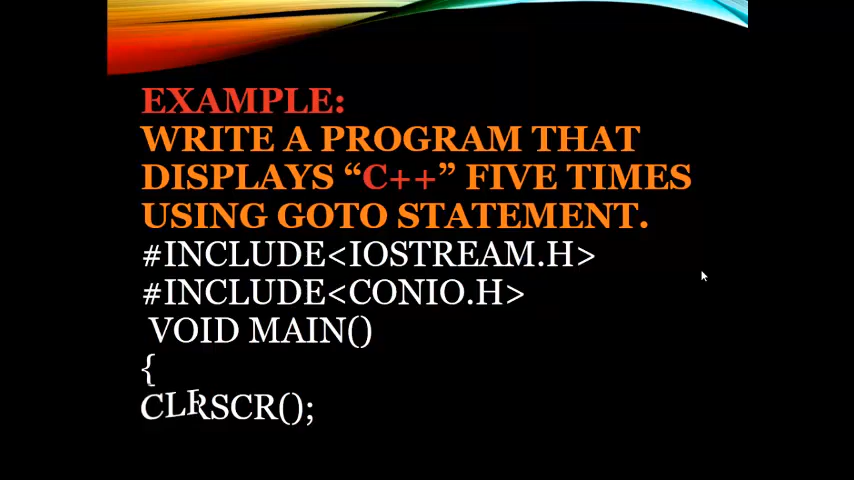 EXAMPLE:
WRITE A PROGRAM THAT
DISPLAYS “C++” FIVE TIMES
USING GOTO STATEMENT.
#INCLUDE<IOSTREAM.H>
#INCLUDE<CONIO.H>
VOID MAIN()
{
CLRSCR();